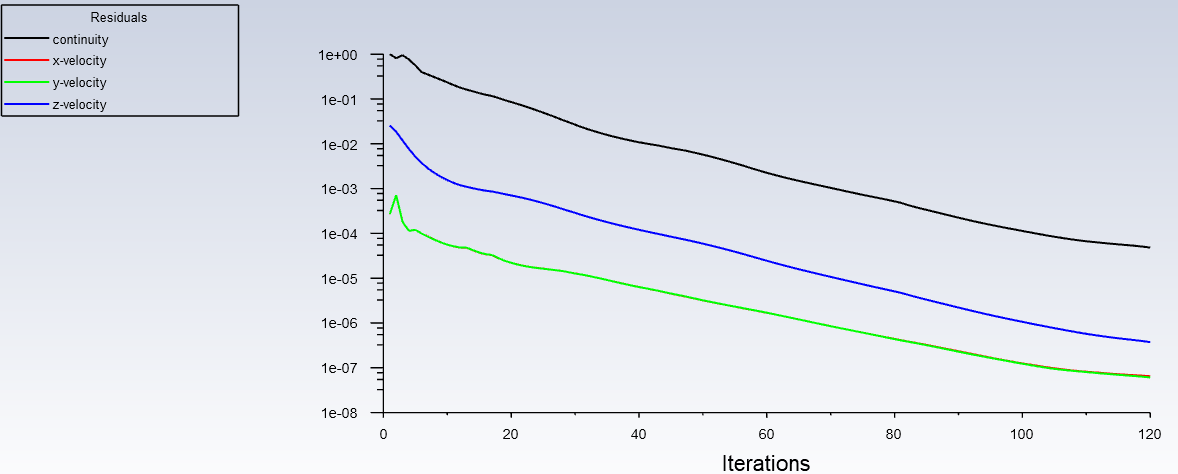 Residuals
continuity
x-velocity
y-velocity
z-velocity
1e+00
1e-01
1e-02
1e-03
1e-04
1e-05
1e-06
1e-07
1e-08
0 20 40 60 80 100 120
Iterations